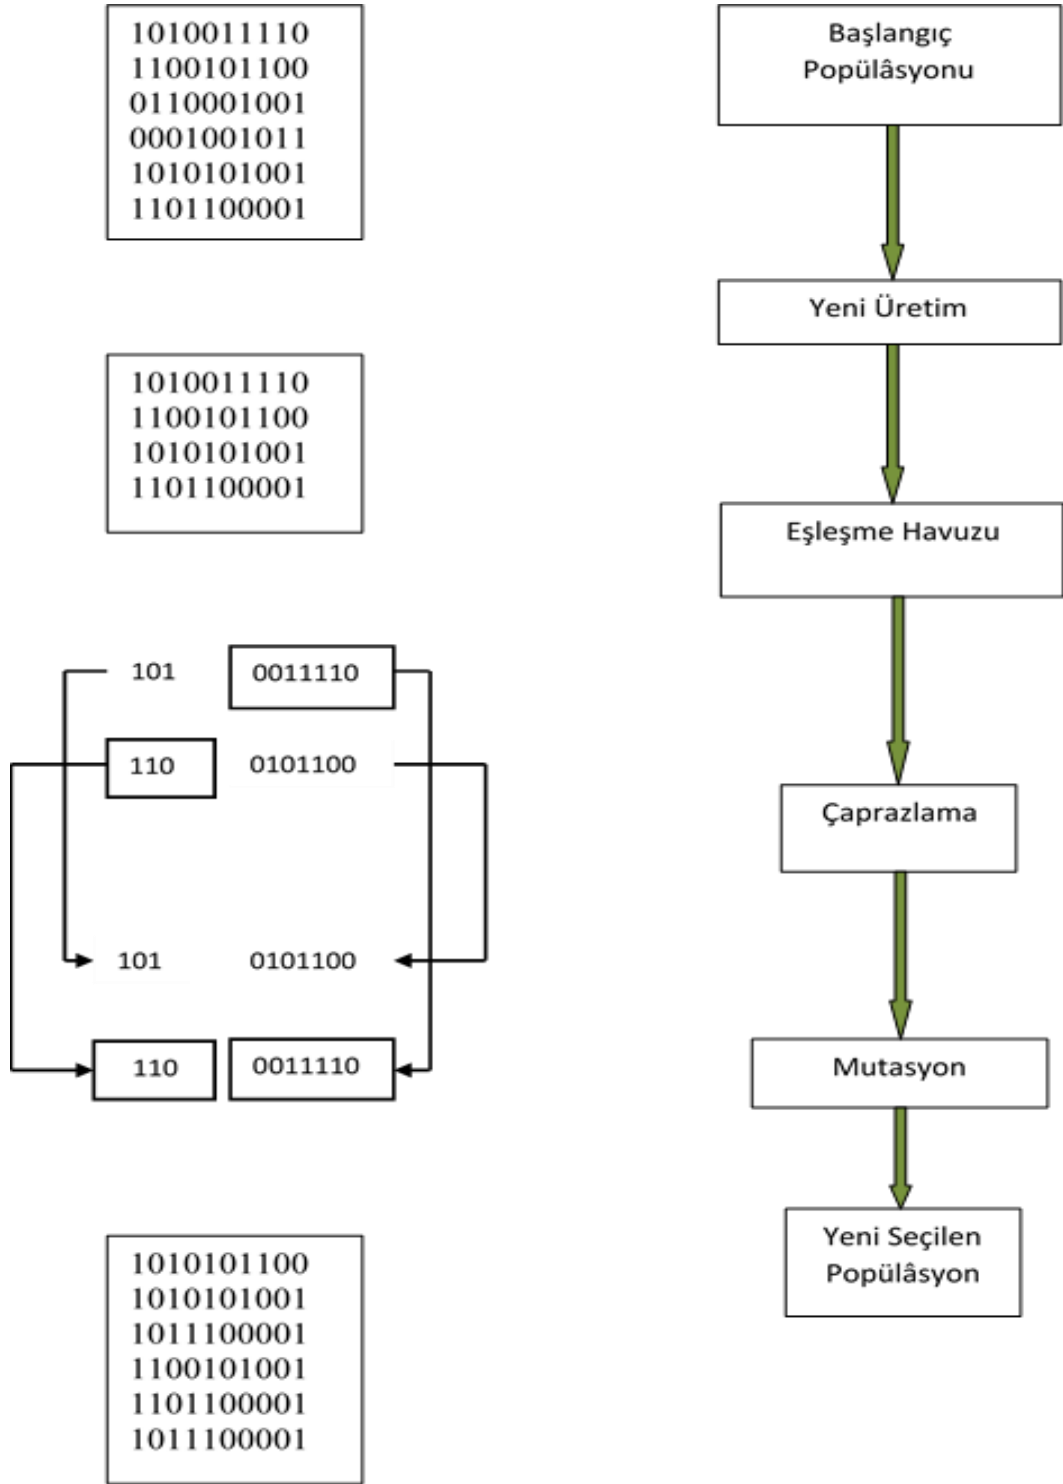 1010011110
1100101100
0110001001
0001001011
1010101001
1101100001
Başlangıç
Popülâsyonu
Yeni Üretim
1010011110
1100101100
1010101001
1101100001
Eşleşme Havuzu
101 0011110
110 0101100
101 0101100
110 0011110
Çaprazlama
Mutasyon
Yeni Seçilen
Popülâsyon
1010101100
1010101001
1011100001
1100101001
1101100001
1011100001